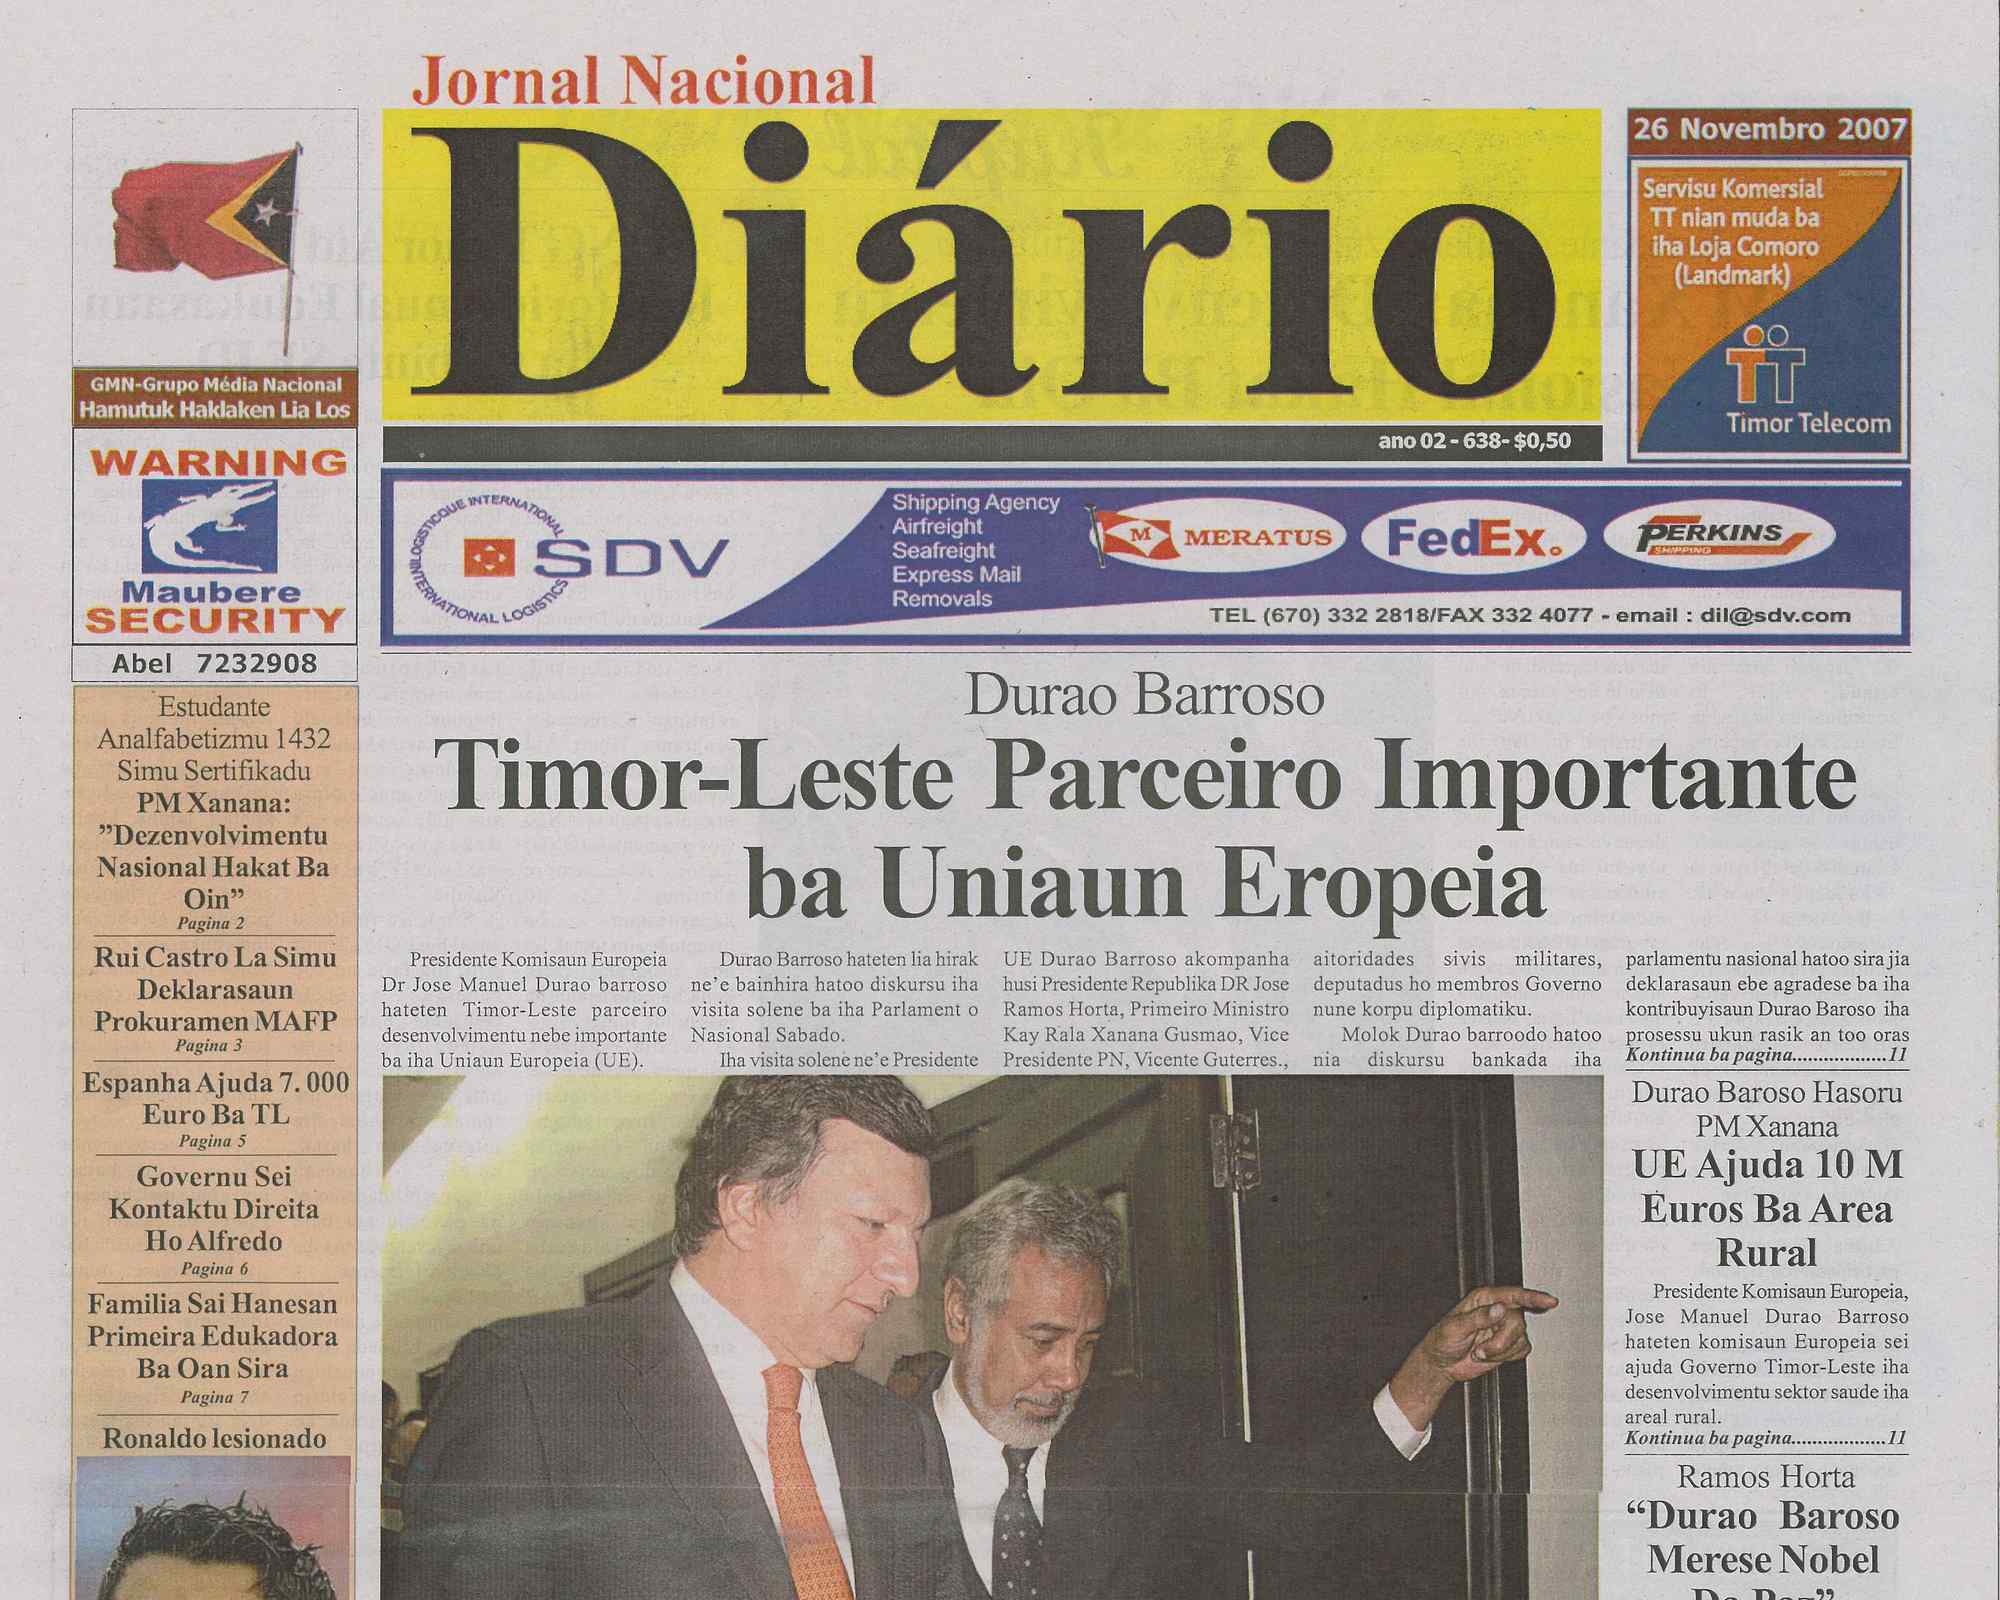 Jornal Nacional
Diário
ano 02 - 638- $0,50
26 Novembro 2007
Servisu Komersial
TT nian muda ba
iha Loja Comoro
(Landmark)
TT
Timor Telecom
GMN-Grupo Média Nacional
Hamutuk Haklaken Lia Los
WARNING
Maubere
SECURITY
Abel 7232908
SDV
INTERNATIONAL LOGISTICS
Shipping Agency
Airfreight
Seafreight
Express Mail
Removals
M MERATUS
FedEx.
PERKINS
SHIPPING
TEL (670) 332 2818/FAX 332 4077 - email : dil@sdv.com
Estudante
Analfabetizmu 1432
Simu Sertifikadu
PM Xanana:
”Dezenvolvimentu
Nasional Hakat Ba
Oin”
Pagina 2
Rui Castro La Simu
Deklarasaun
Prokuramen MAFP
Pagina 3
Espanha Ajuda 7. 000
Euro Ba TL
Pagina 5
Governu Sei
Kontaktu Direita
Ho Alfredo
Pagina 6
Familia Sai Hanesan
Primeira Edukadora
Ba Oan Sira
Pagina 7
Ronaldo lesionado
Durao Barroso
Timor-Leste Parceiro Importante
ba Uniaun Eropeia
Presidente Komisaun Europeia
Dr Jose Manuel Durao barroso
hateten Timor-Leste parceiro
desenvolvimentu nebe importante
ba iha Uniaun Europeia (UE).
Durao Barroso hateten lia hirak
ne’e bainhira hatoo diskursu iha
visita solene ba iha Parlament o
Nasional Sabado.
Iha visita solene ne’e Presidente
UE Durao Barroso akompanha
husi Presidente Republika DR Jose
Ramos Horta, Primeiro Ministro
Kay Rala Xanana Gusmao, Vice
Presidente PN, Vicente Guterres.,
aitoridades sivis militares,
deputadus ho membros Governo
nune korpu diplomatiku.
Molok Durao barroodo hatoo
nia diskursu bankada iha
parlamentu nasional hatoo sira jia
deklarasaun ebe agradese ba iha
kontribuyisaun Durao Baroso iha
prosessu ukun rasik an too oras
Kontinua ba pagina..................11
Durao Baroso Hasoru
PM Xanana
UE Ajuda 10 M
Euros Ba Area
Rural
Presidente Komisaun Europeia,
Jose Manuel Durao Barroso
hateten komisaun Europeia sei
ajuda Governo Timor-Leste iha
desenvolvimentu sektor saude iha
areal rural.
Kontinua ba pagina..................11
Ramos Horta
“Durao Baroso
Merese Nobel
Da Paz”